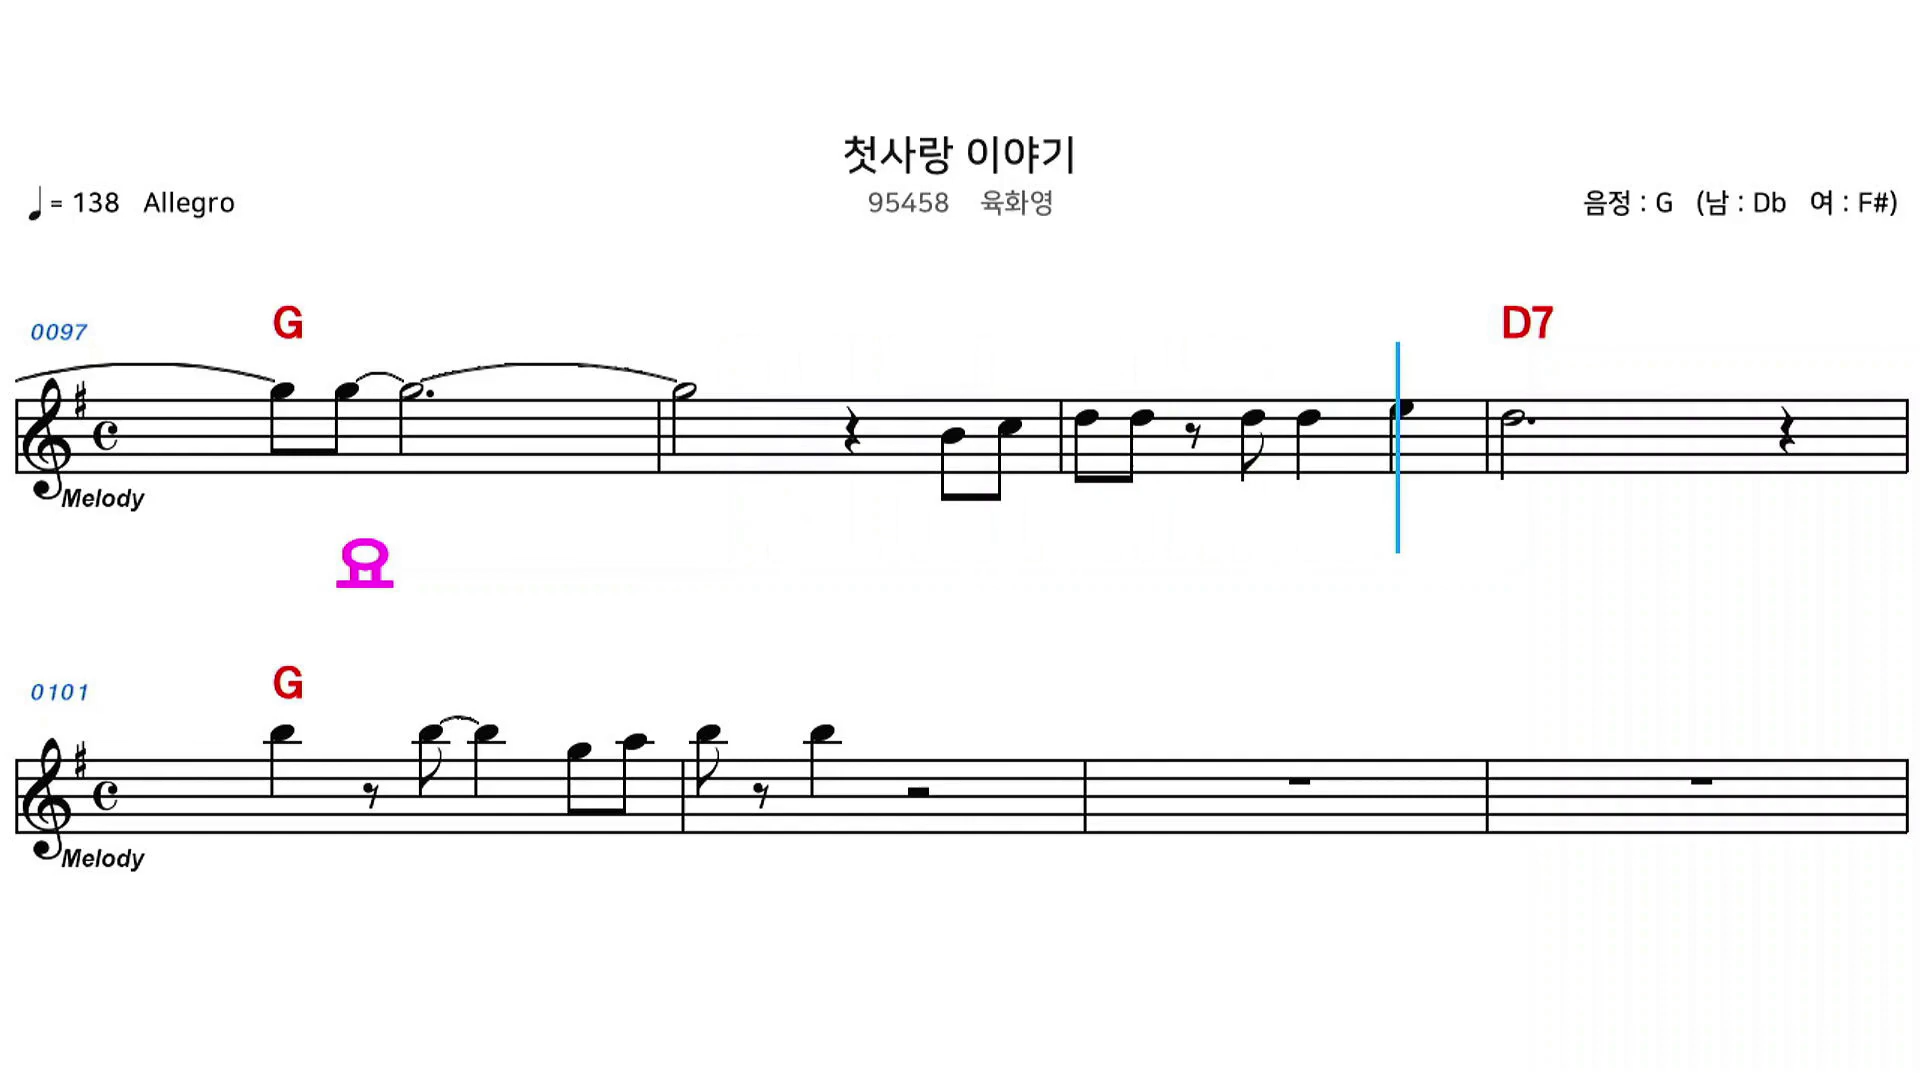 첫사랑 이야기
♩ = 138 Allegro
95458 육화영
음정 : G (남 : Db 여 : F#)
0097 G D7
Melody
요
0101 G
Melody